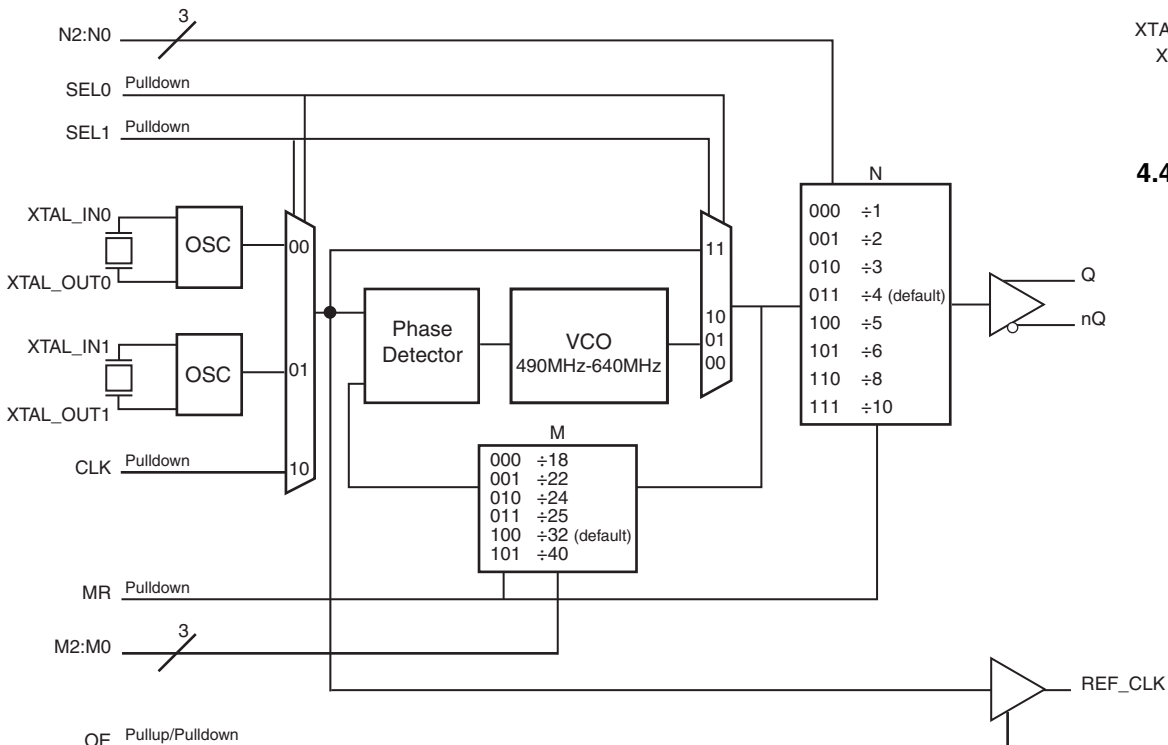 3
N2:N0
XTA
X
SEL0 Pulldown
SEL1 Pulldown
4.4
N
000 ÷1
001 ÷2
010 ÷3
011 ÷4 (default)
100 ÷5
101 ÷6
110 ÷8
111 ÷10
XTAL_IN0
OSC
XTAL_OUT0
00
11
10
01
00
Q
nQ
Phase
Detector
VCO
490MHz-640MHz
XTAL_IN1
OSC
XTAL_OUT1
01
CLK Pulldown
10
M
000 ÷18
001 ÷22
010 ÷24
011 ÷25
100 ÷32 (default)
101 ÷40
MR Pulldown
3
M2:M0
REF_CLK
OE Pullup/Pulldown